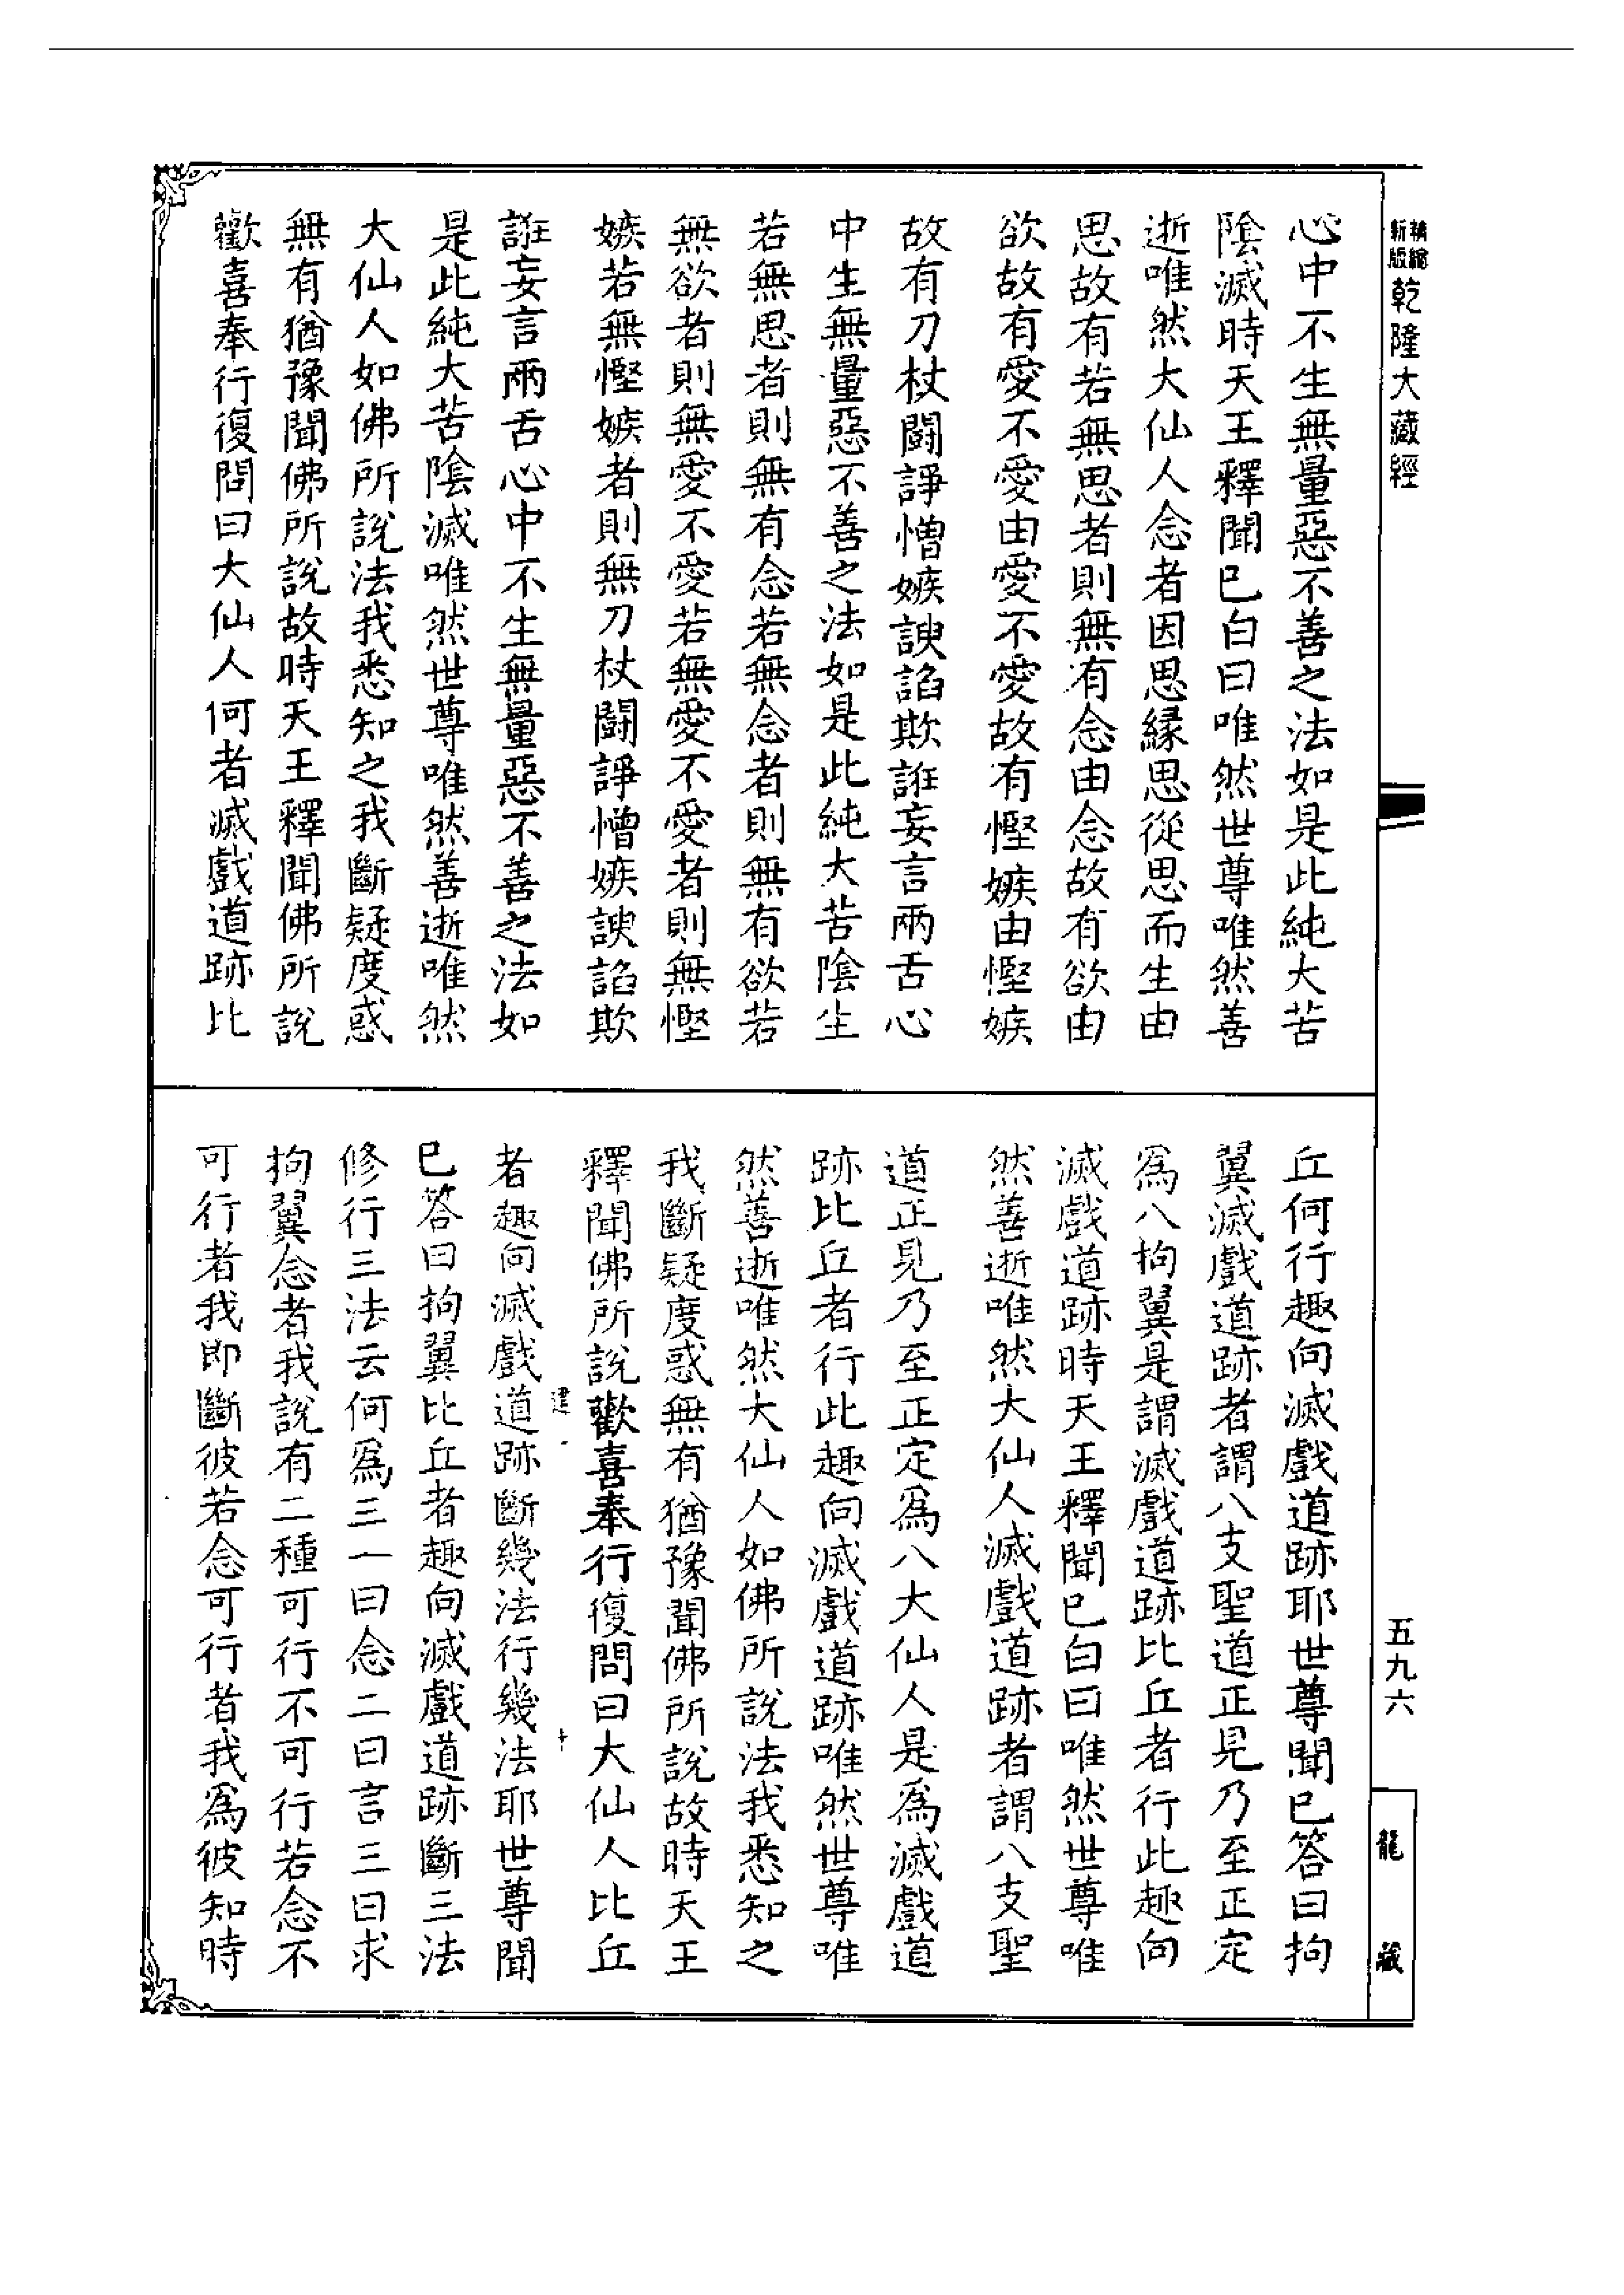 新版精縮乾隆大藏經
心中不生無量惡不善之法如是此純大苦
陰滅時天王釋聞已白曰唯然世尊唯然善
逝唯然大仙人念者因思緣思從思而生由
思故有若無思者則無有念由念故有欲由
欲故有愛不愛由愛不愛故有慳嫉由慳嫉
故有刀杖鬬諍憎嫉諛諂欺誑妄言兩舌心
中生無量惡不善之法如是此純大苦陰生
若無思者則無有念若無念者則無有欲若
無欲者則無愛不愛若無愛不愛者則無慳
嫉若無慳嫉者則無刀杖鬬諍憎嫉諛諂欺
誑妄言兩舌心中不生無量惡不善之法如
是此純大苦陰滅唯然世尊唯然善逝唯然
大仙人如佛所說法我悉知之我斷疑度惑
無有猶豫聞佛所說故時天王釋聞佛所說
歡喜奉行復問曰大仙人何者滅戲道跡比
丘何行趣向滅戲道跡耶世尊聞已答曰拘
翼滅戲道跡者謂八支聖道正見乃至正定
爲八拘翼是謂滅戲道跡比丘者行此趣向
滅戲道跡時天王釋聞已白曰唯然世尊唯
然善逝唯然大仙人滅戲道跡者謂八支聖
道正見乃至正定爲八大仙人是爲滅戲道
跡比丘者行此趣向滅戲道跡唯然世尊唯
然善逝唯然大仙人如佛所說法我悉知之
我斷疑度惑無有猶豫聞佛所說故時天王
釋聞佛所說歡喜奉行復問曰大仙人比丘
建一 十
者趣向滅戲道跡斷幾法行幾法耶世尊聞
已答曰拘翼比丘者趣向滅戲道跡斷三法
修行三法云何爲三一曰念二曰言三曰求
拘翼念者我說有二種可行不可行若念不
可行者我即斷彼若念可行者我爲彼知時
五九六
龍藏